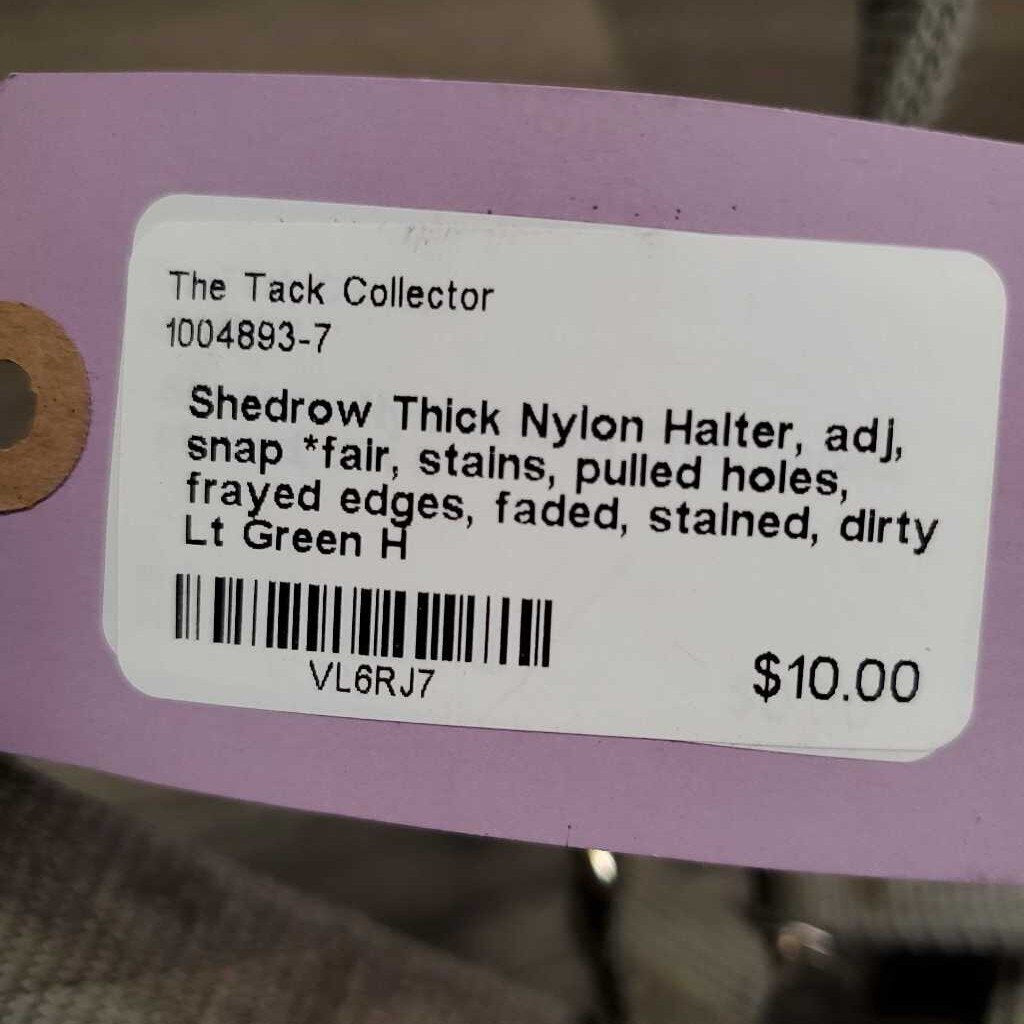 The Tack Collector
1004893-7
Shedrow Thick Nylon Halter, adj,
snap *fair, stains, pulled holes,
frayed edges, faded, stained, dirty
Lt Green H
VL6RJ7
$10.00